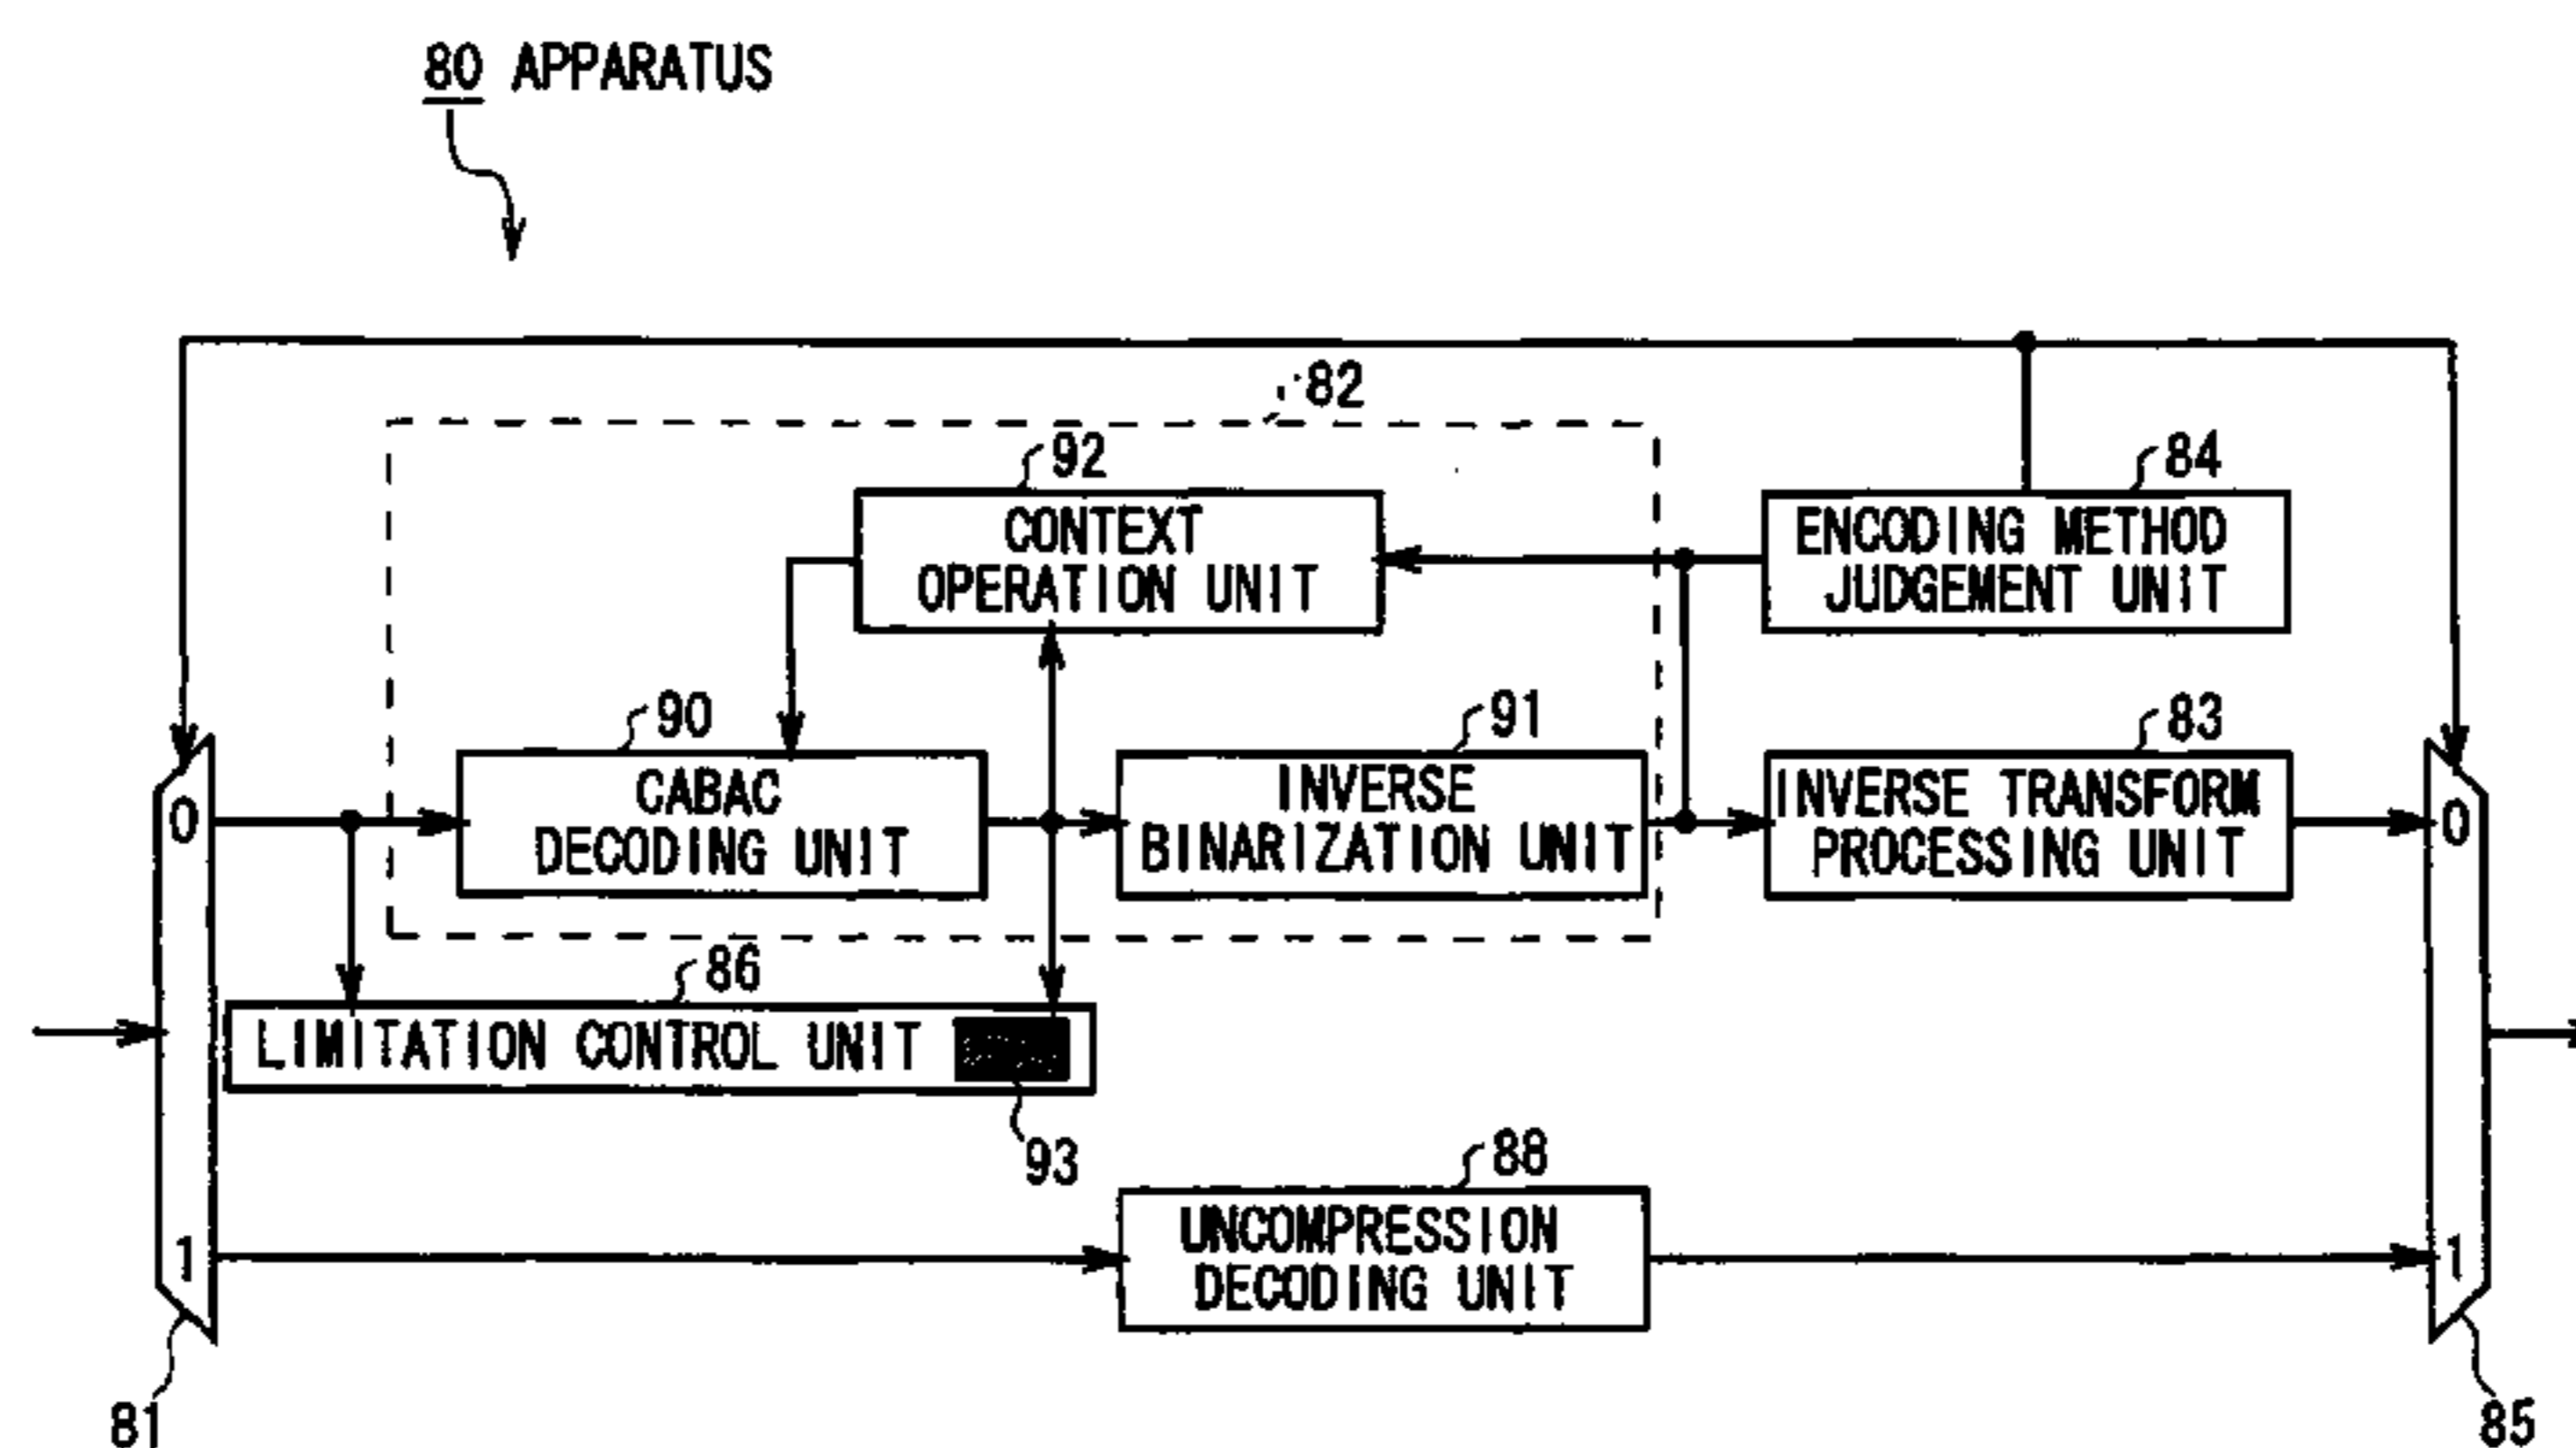 80 APPARATUS
82
92
CONTEXT
OPERATION UNIT
84
ENCODING METHOD
JUDGEMENT UNIT
90
CABAC
DECODING UNIT
91
INVERSE
BINARIZATION UNIT
83
INVERSE TRANSFORM
PROCESSING UNIT
0
0
86
LIMITATION CONTROL UNIT
93
88
UNCOMPRESSION
DECODING UNIT
1
1
81
85